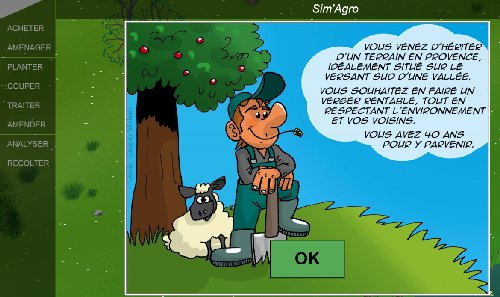 Sim'Agro
ACHETER
AMENAGER
PLANTER
COUPER
TRAITER
AMENDER
ANALYSER
RECOLTER
VOUS VENEZ D'HÉRITER
D'UN TERRAIN EN PROVENCE,
IDÉALEMENT SITUÉ SUR LE
VERSANT SUD D'UNE VALLÉE.
VOUS SOUHAITEZ EN FAIRE UN
VERGER RENTABLE, TOUT EN
RESPECTANT L'ENVIRONNEMENT
ET VOS VOISINS.
VOUS AVEZ 40 ANS
POUR Y PARVENIR.
OK